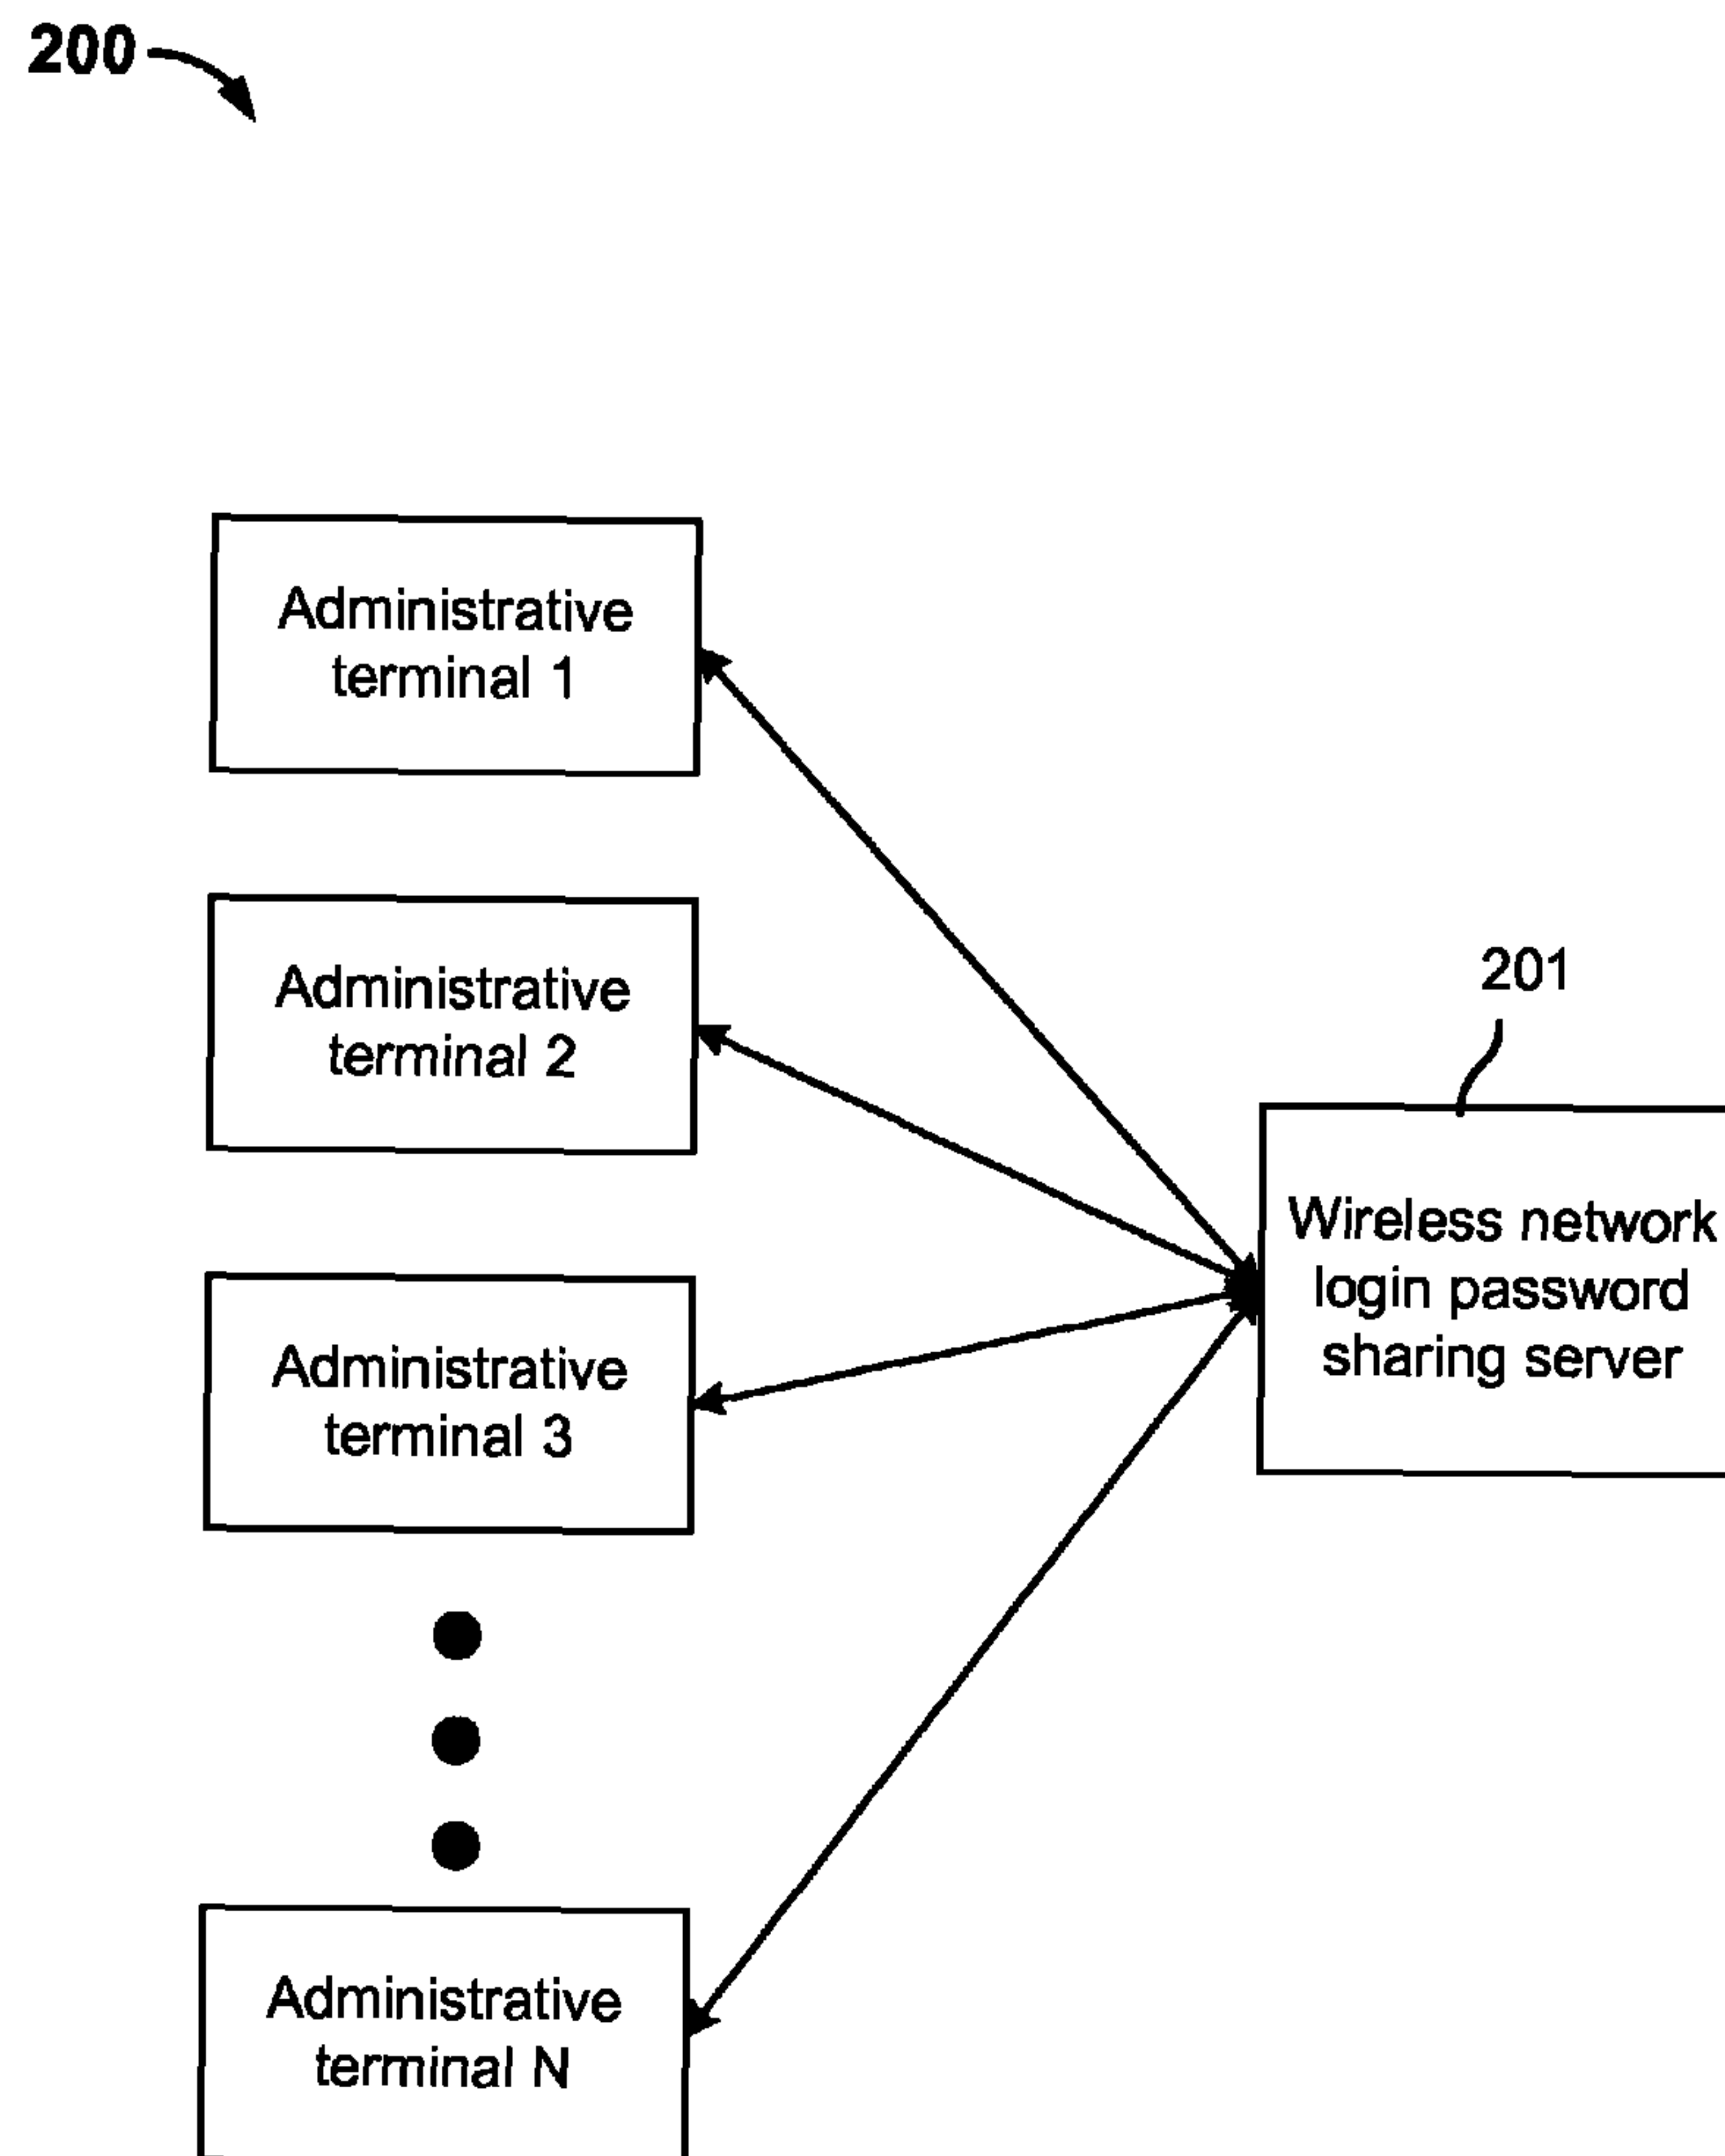 200
Administrative
terminal 1
Administrative
terminal 2
201
Wireless network
login password
sharing server
Administrative
terminal 3
Administrative
terminal N